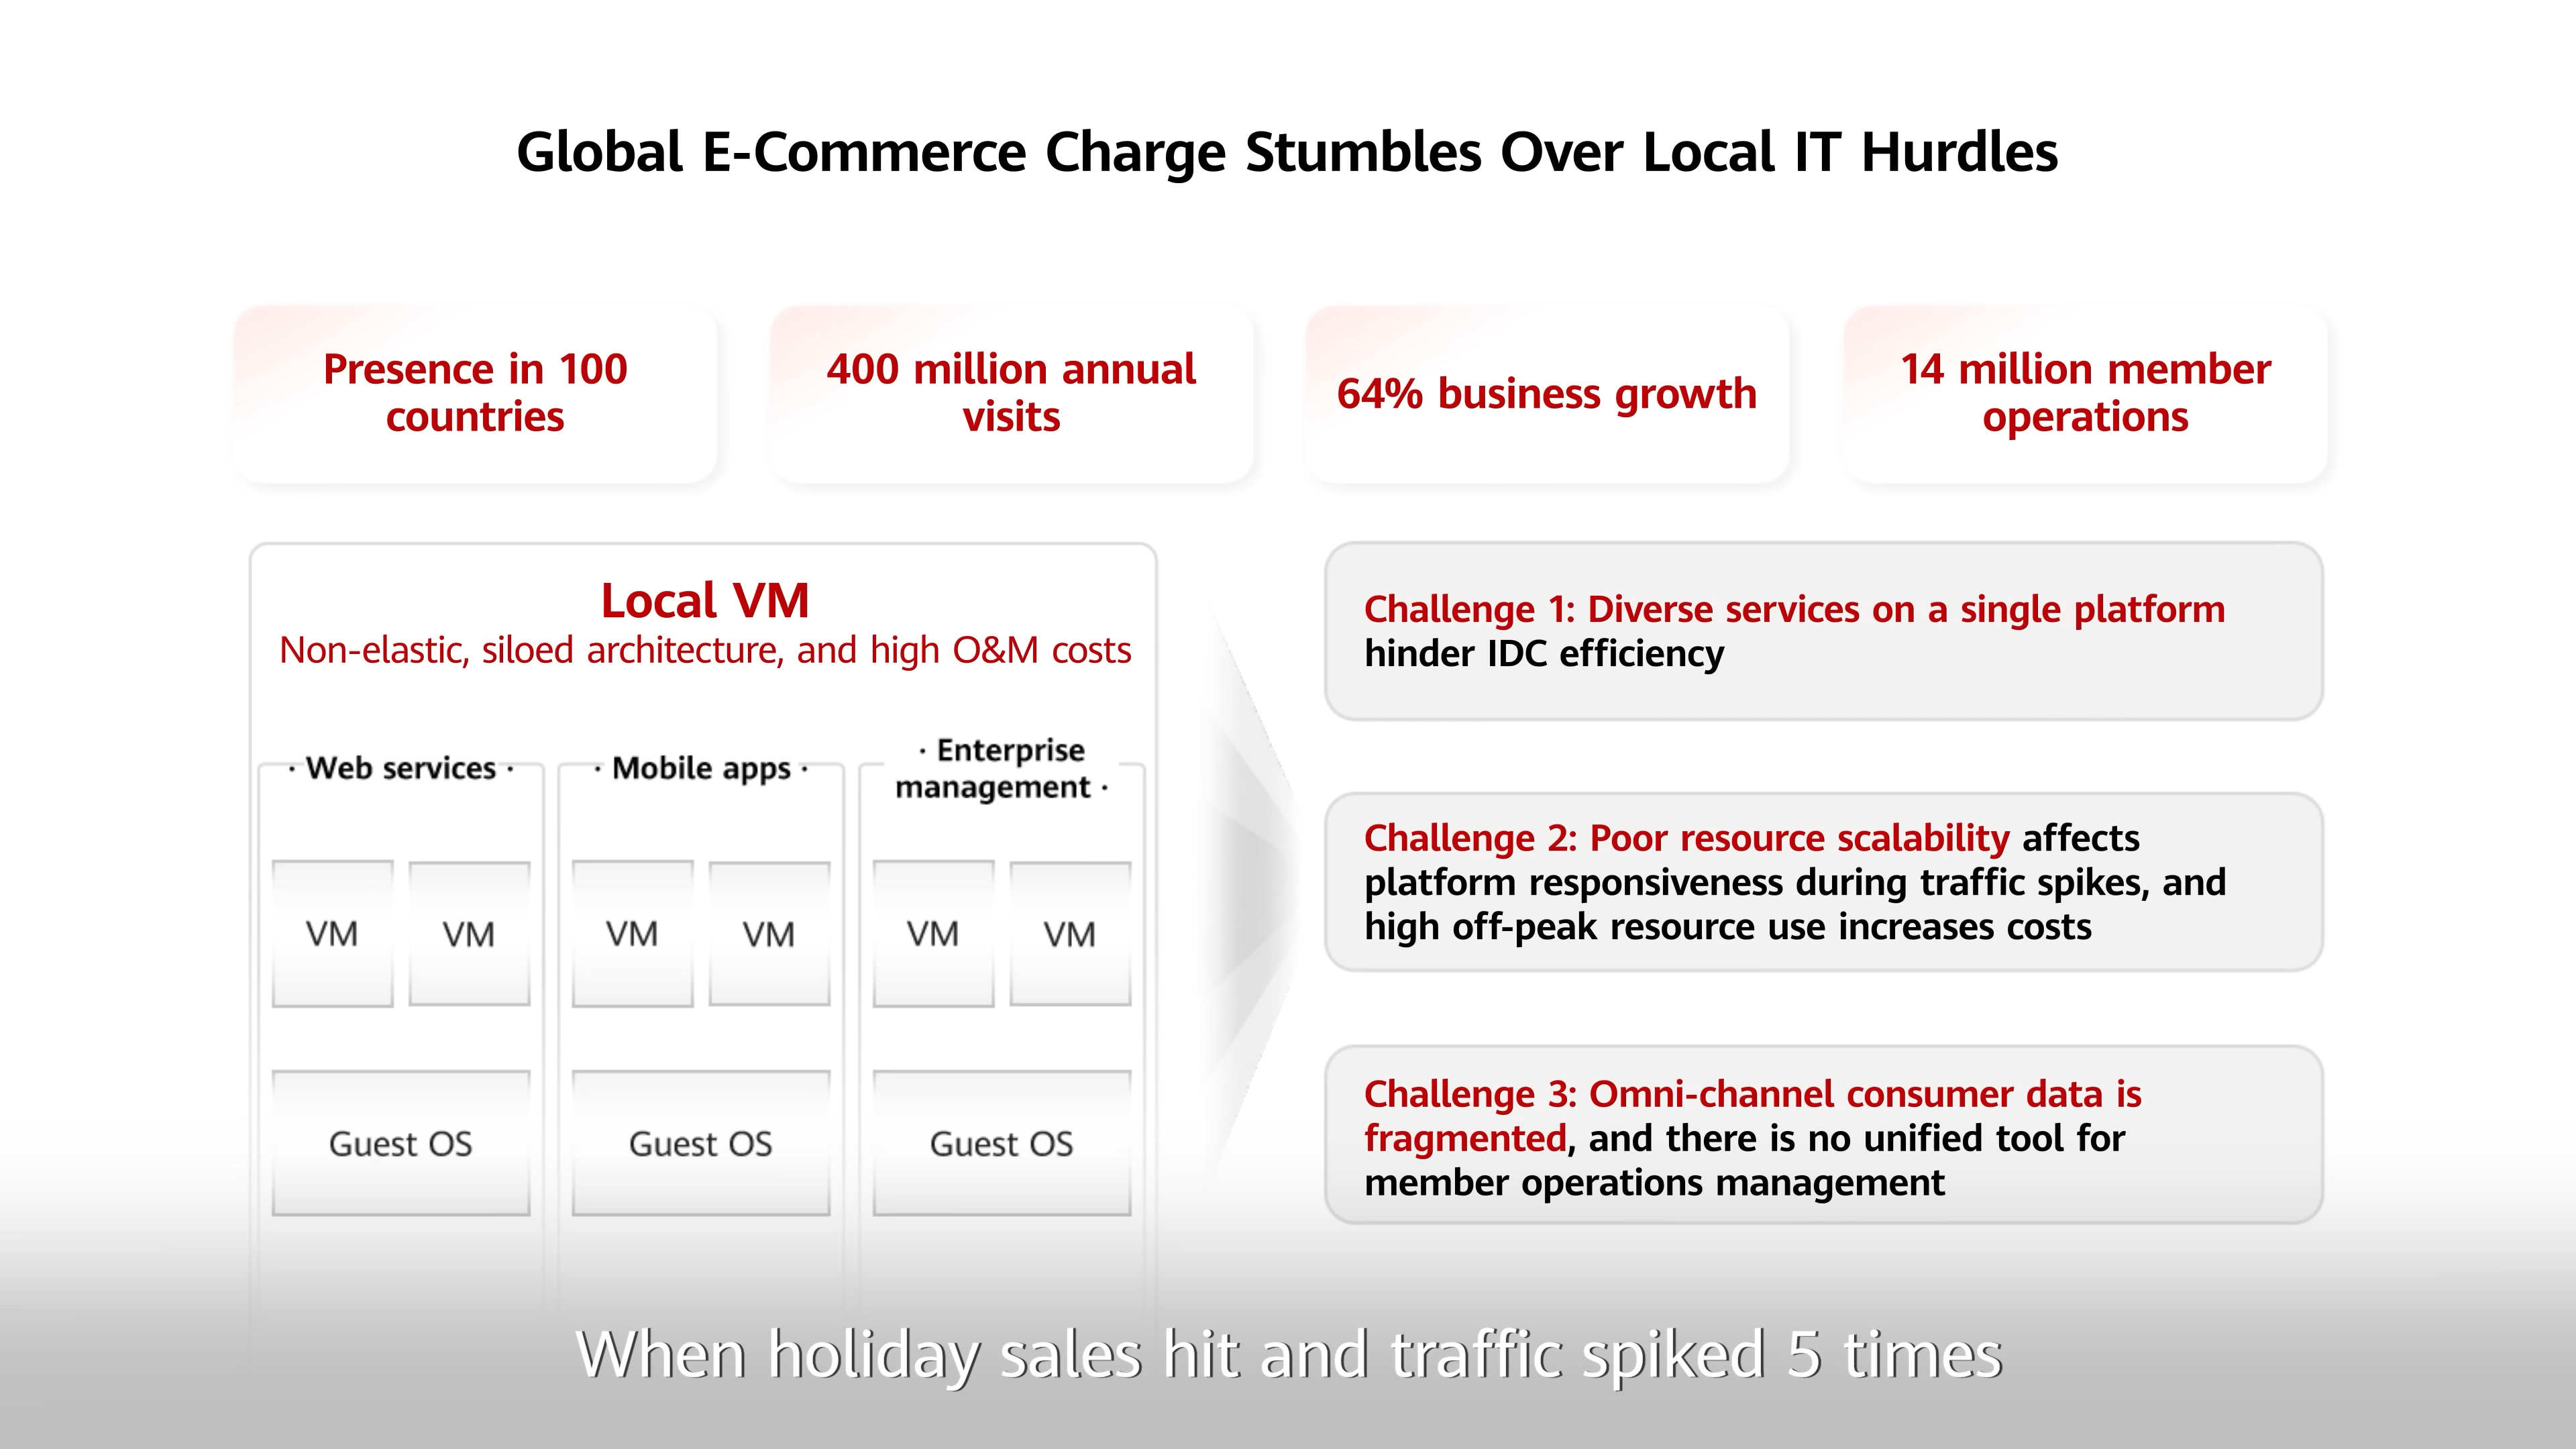 Global E-Commerce Charge Stumbles Over Local IT Hurdles
Presence in 100
countries
400 million annual
visits
64% business growth
14 million member
operations
Local VM
Non-elastic, siloed architecture, and high O&M costs
· Web services ·
VM VM
Guest OS
· Mobile apps ·
VM VM
Guest OS
· Enterprise
management ·
VM VM
Guest OS
Challenge 1: Diverse services on a single platform
hinder IDC efficiency
Challenge 2: Poor resource scalability affects
platform responsiveness during traffic spikes, and
high off-peak resource use increases costs
Challenge 3: Omni-channel consumer data is
fragmented, and there is no unified tool for
member operations management
When holiday sales hit and traffic spiked 5 times